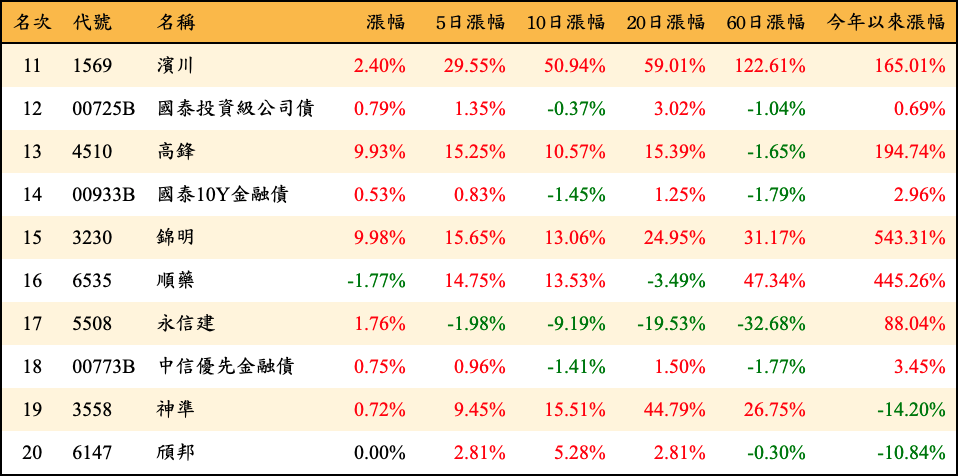 名次 代號 名稱 漲幅 5日漲幅 10日漲幅 20日漲幅 60日漲幅 今年以來漲幅
11 1569 濱川 2.40% 29.55% 50.94% 59.01% 122.61% 165.01%
12 00725B 國泰投資級公司債 0.79% 1.35% -0.37% 3.02% -1.04% 0.69%
13 4510 高鋒 9.93% 15.25% 10.57% 15.39% -1.65% 194.74%
14 00933B 國泰10Y金融債 0.53% 0.83% -1.45% 1.25% -1.79% 2.96%
15 3230 錦明 9.98% 15.65% 13.06% 24.95% 31.17% 543.31%
16 6535 順藥 -1.77% 14.75% 13.53% -3.49% 47.34% 445.26%
17 5508 永信建 1.76% -1.98% -9.19% -19.53% -32.68% 88.04%
18 00773B 中信優先金融債 0.75% 0.96% -1.41% 1.50% -1.77% 3.45%
19 3558 神準 0.72% 9.45% 15.51% 44.79% 26.75% -14.20%
20 6147 頎邦 0.00% 2.81% 5.28% 2.81% -0.30% -10.84%